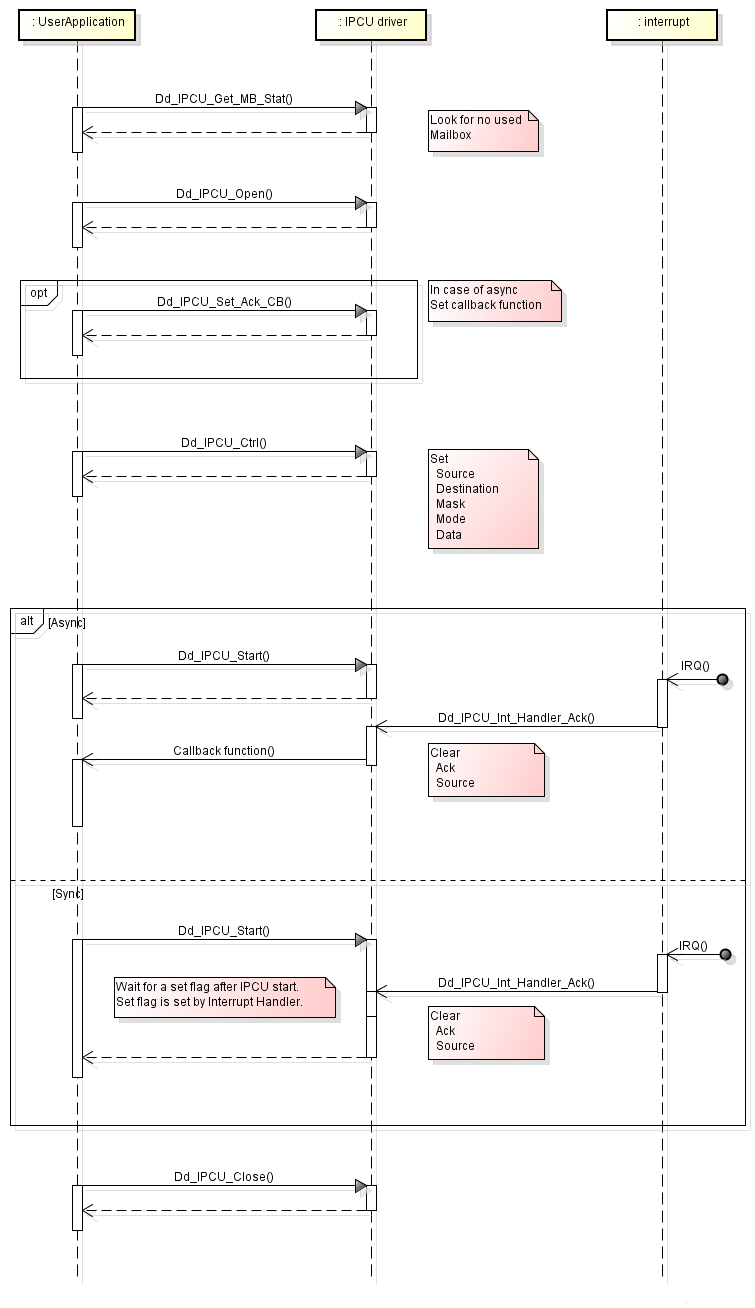 : UserApplication
: IPCU driver
: interrupt
Dd_IPCU_Get_MB_Stat()
Look for no used
Mailbox
Dd_IPCU_Open()
opt
Dd_IPCU_Set_Ack_CB()
In case of async
Set callback function
Dd_IPCU_Ctrl()
Set
Source
Destination
Mask
Mode
Data
alt
[Async]
Dd_IPCU_Start()
IRQ()
Dd_IPCU_Int_Handler_Ack()
Callback function()
Clear
Ack
Source
[Sync]
Dd_IPCU_Start()
IRQ()
Dd_IPCU_Int_Handler_Ack()
Wait for a set flag after IPCU start.
Set flag is set by Interrupt Handler.
Clear
Ack
Source
Dd_IPCU_Close()